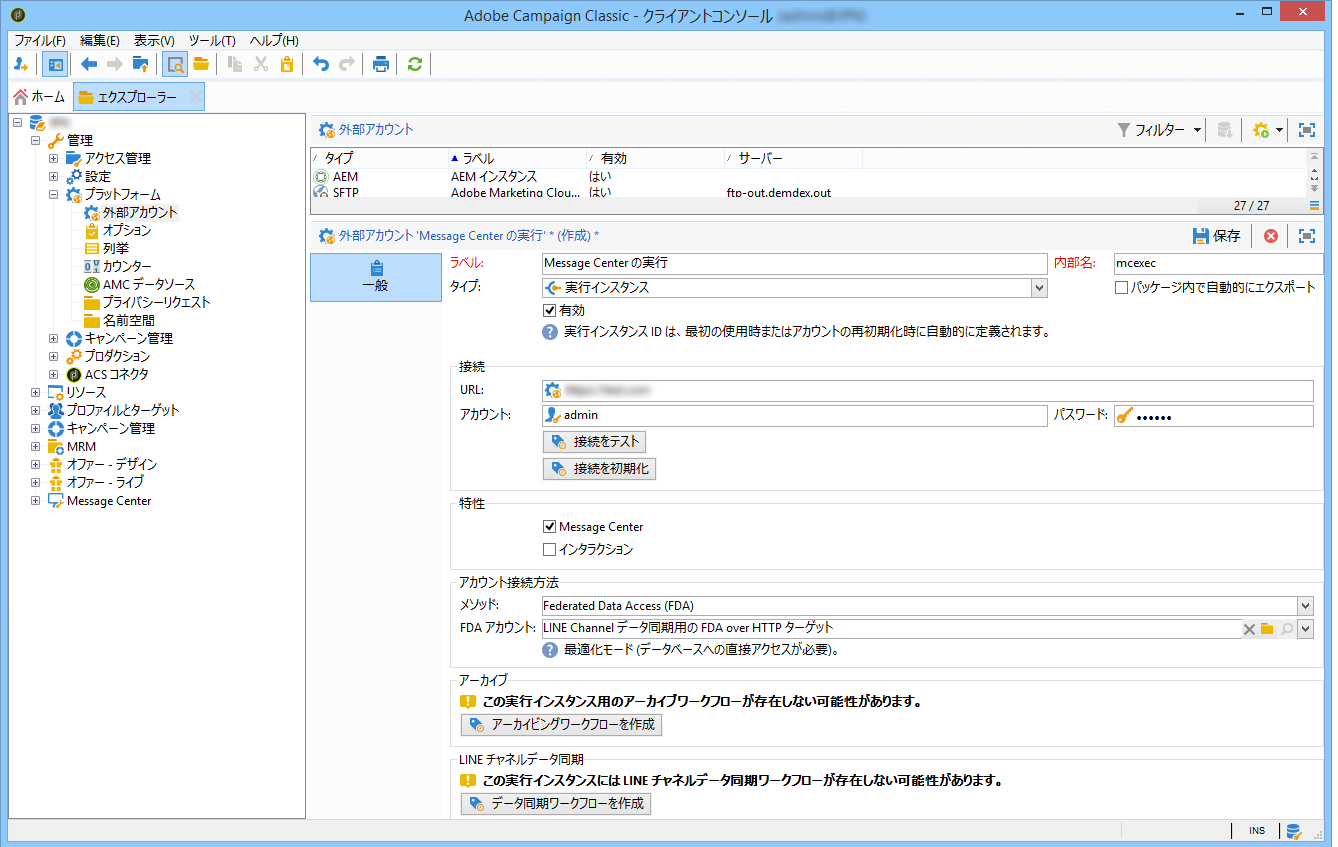 Adobe Campaign Classic - クライアントコンソール
ファイル(F) 編集(E) 表示(V) ツール(T) ヘルプ(H)
ホーム エクスプローラー
管理
アクセス管理
設定
プラットフォーム
外部アカウント
オプション
列挙
カウンター
AMC データソース
プライバシーリクエスト
名前空間
キャンペーン管理
プロダクション
ACS コネクタ
リソース
プロファイルとターゲット
キャンペーン管理
MRM
オファー - デザイン
オファー - ライブ
Message Center
外部アカウント フィルター
タイプ ラベル 有効 サーバー
AEM AEM インスタンス はい
SFTP Adobe Marketing Clou... はい ftp-out.demdex.out
27 / 27
外部アカウント 'Message Center の実行' * (作成) * 保存
一般
ラベル: Message Center の実行 内部名: mcexec
タイプ: 実行インスタンス パッケージ内で自動的にエクスポート
有効
実行インスタンス ID は、最初の使用時またはアカウントの再初期化時に自動的に定義されます。
接続
URL:
アカウント: admin パスワード: ••••••
接続をテスト
接続を初期化
特性
Message Center
インタラクション
アカウント接続方法
メソッド: Federated Data Access (FDA)
FDA アカウント: LINE Channel データ同期用の FDA over HTTP ターゲット
最適化モード (データベースへの直接アクセスが必要)。
アーカイブ
この実行インスタンス用のアーカイブワークフローが存在しない可能性があります。
アーカイビングワークフローを作成
LINE チャネルデータ同期
この実行インスタンスには LINE チャネルデータ同期ワークフローが存在しない可能性があります。
データ同期ワークフローを作成
INS